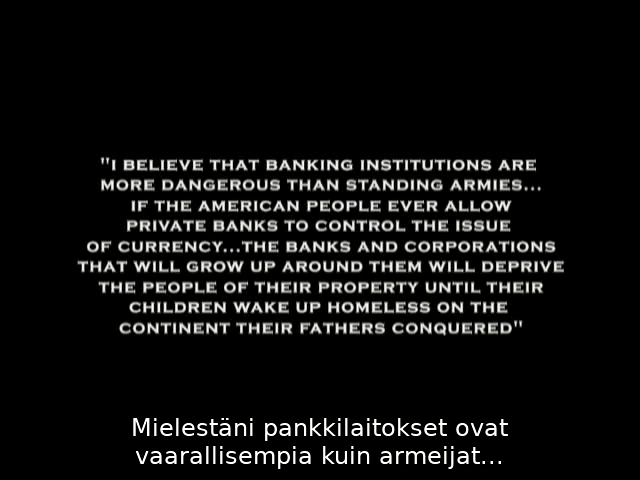 "I BELIEVE THAT BANKING INSTITUTIONS ARE
MORE DANGEROUS THAN STANDING ARMIES...
IF THE AMERICAN PEOPLE EVER ALLOW
PRIVATE BANKS TO CONTROL THE ISSUE
OF CURRENCY...THE BANKS AND CORPORATIONS
THAT WILL GROW UP AROUND THEM WILL DEPRIVE
THE PEOPLE OF THEIR PROPERTY UNTIL THEIR
CHILDREN WAKE UP HOMELESS ON THE
CONTINENT THEIR FATHERS CONQUERED"
Mielestäni pankkilaitokset ovat
vaarallisempia kuin armeijat...